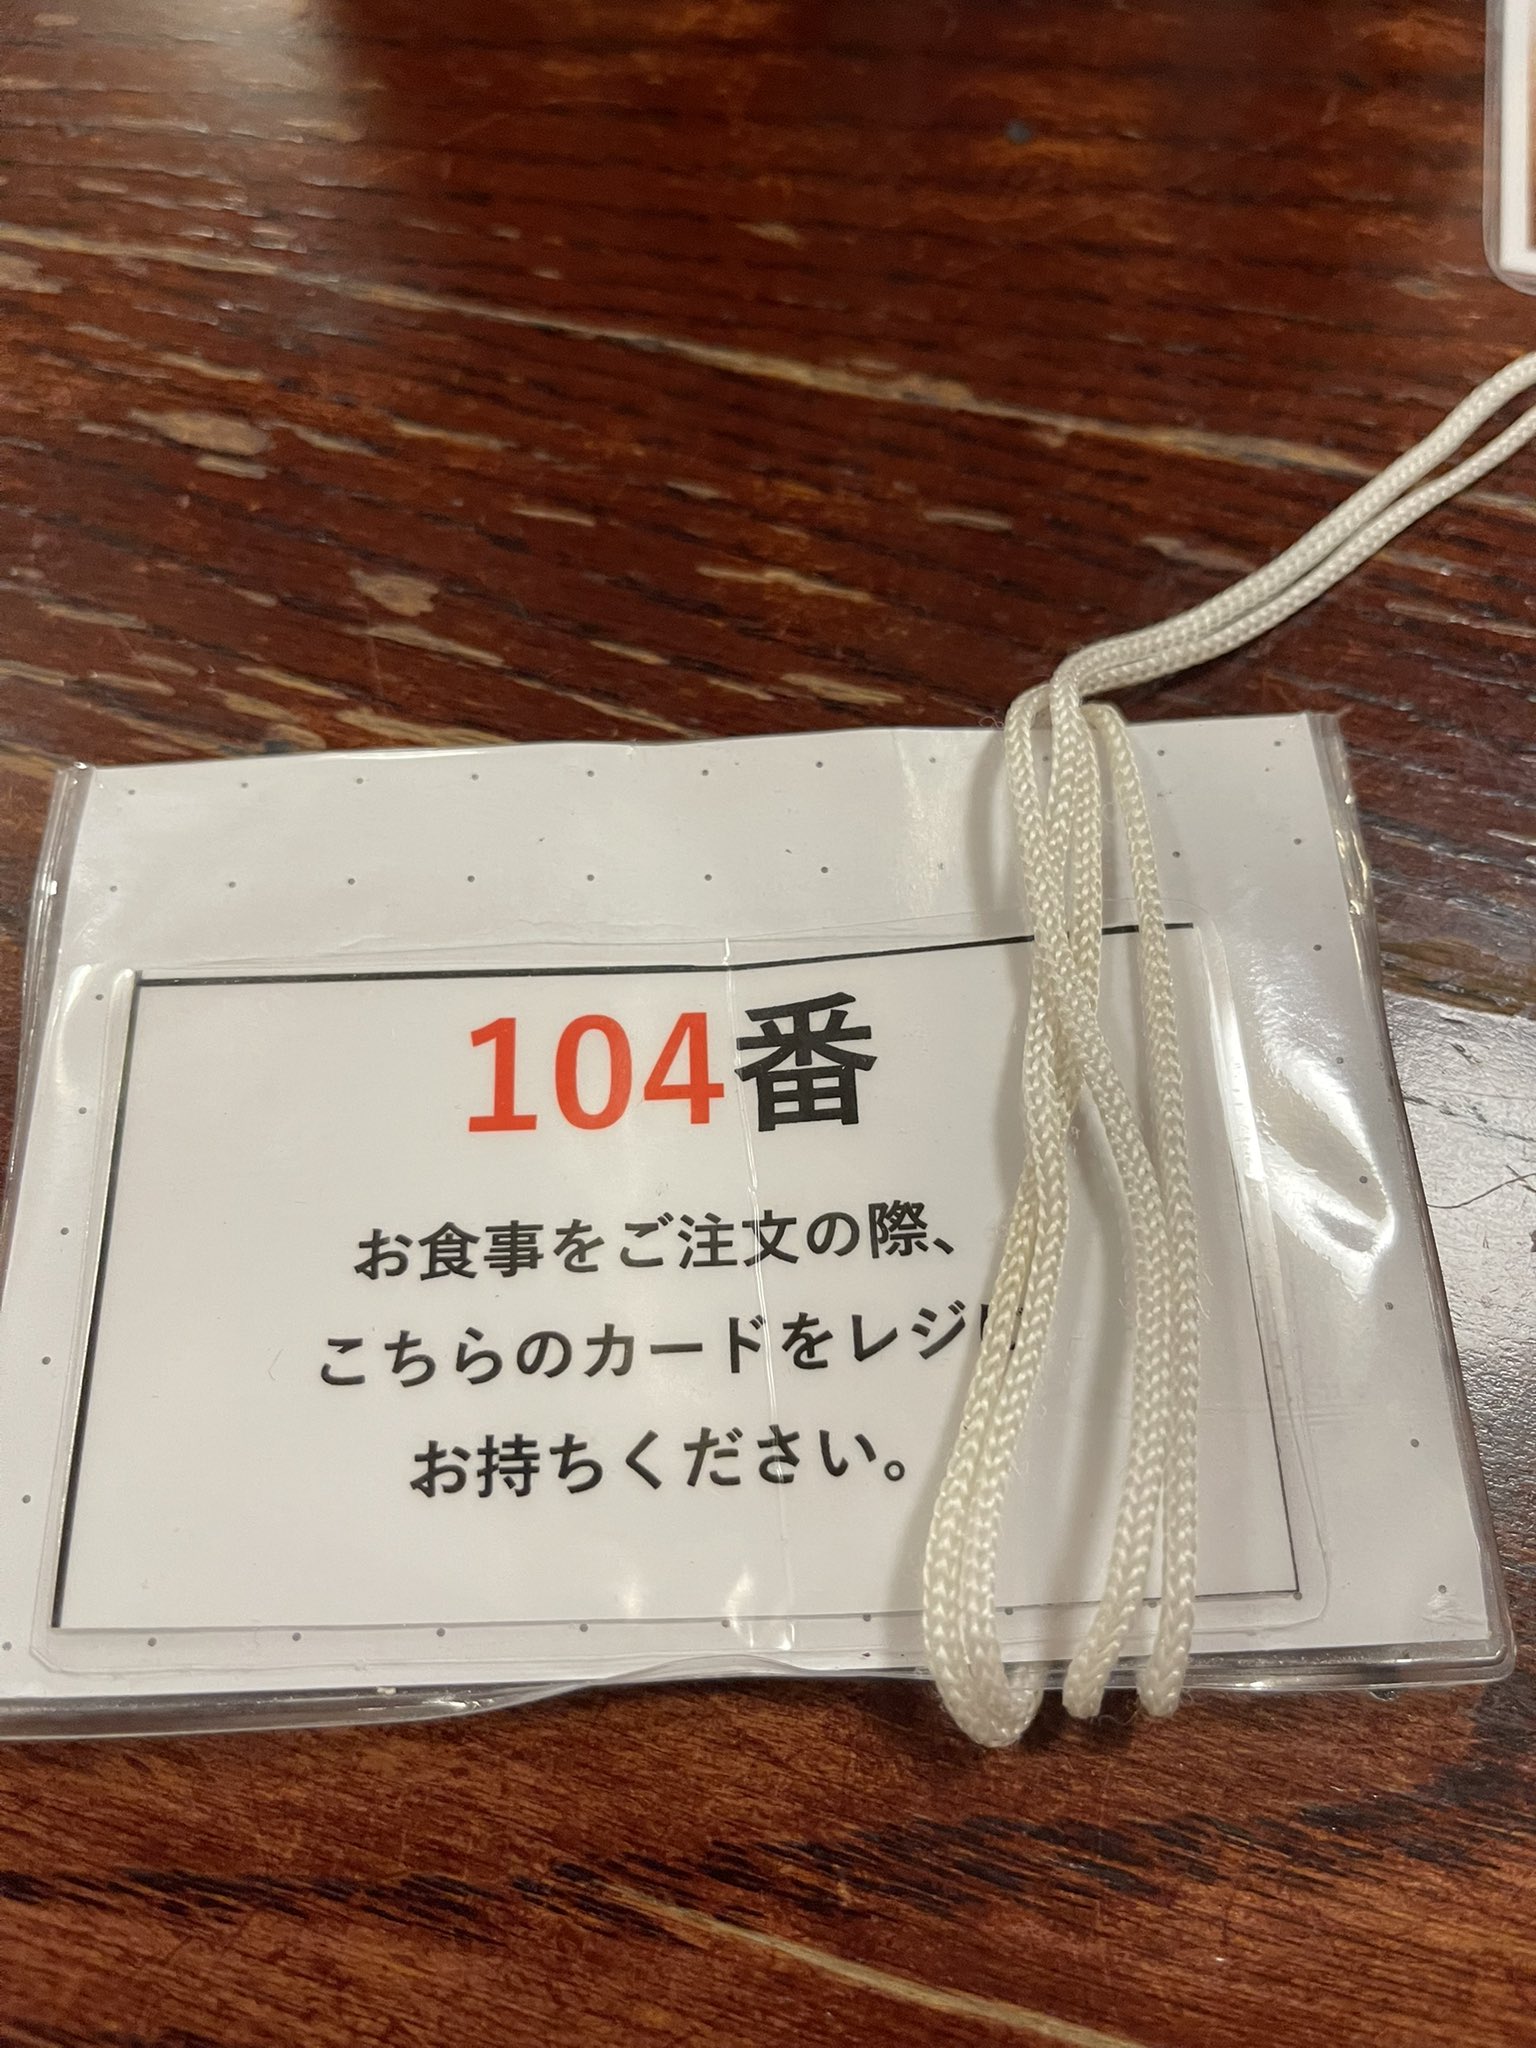 104番
お食事をご注文の際、
こちらのカードをレジに
お持ちください。